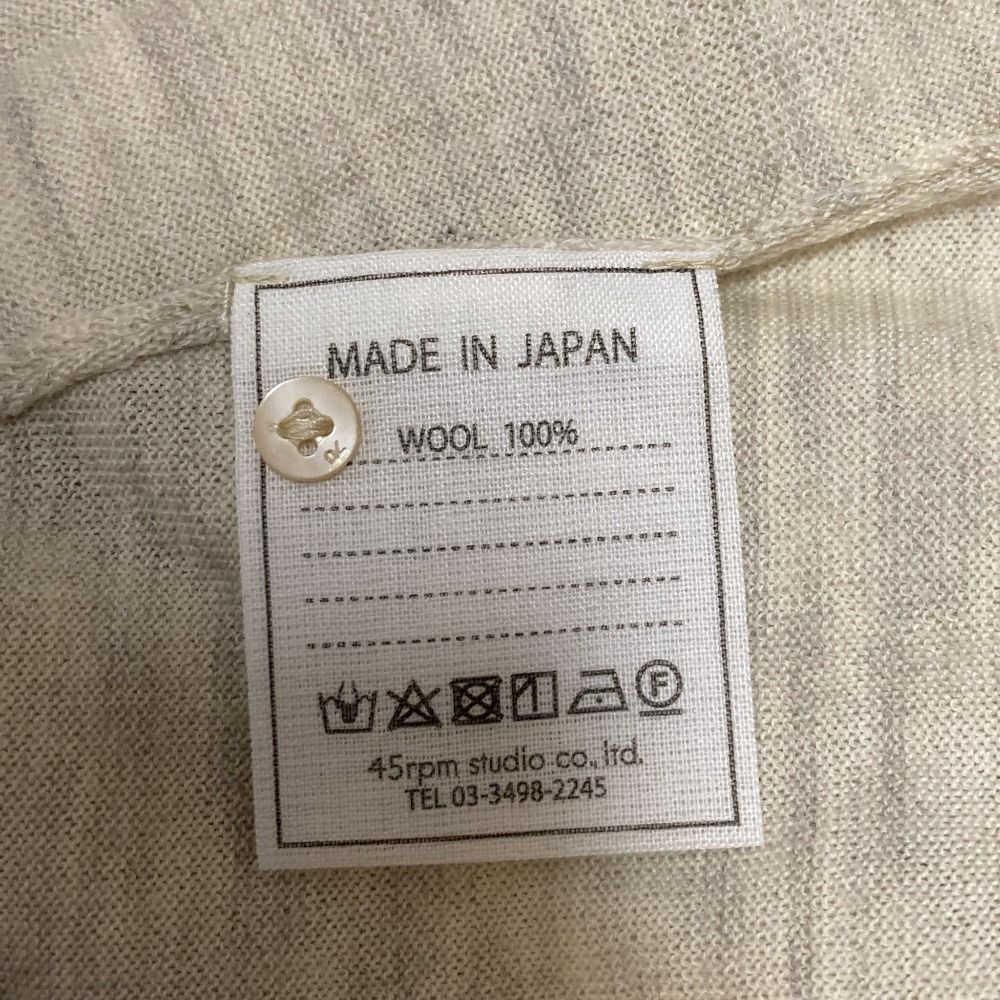 MADE IN JAPAN
WOOL 100%
F
45rpm studio co., ltd.
TEL 03-3498-2245